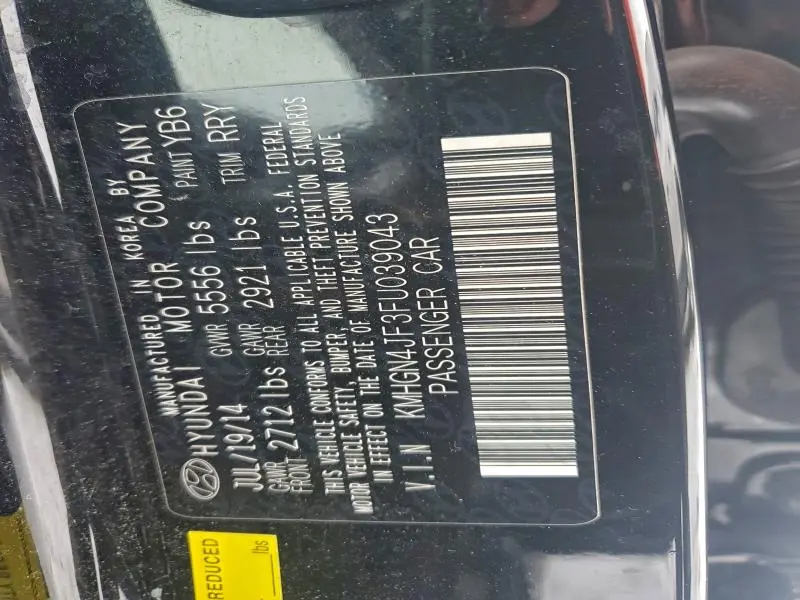 MANUFACTURED IN KOREA BY
HYUNDAI MOTOR COMPANY
JUL/19/14 GVWR 5556 lbs PAINT YB6
GAWR FRONT 2712 lbs GAWR REAR 2921 lbs TRIM RRY
THIS VEHICLE CONFORMS TO ALL APPLICABLE U.S.A. FEDERAL
MOTOR VEHICLE SAFETY, BUMPER, AND THEFT PREVENTION STANDARDS
IN EFFECT ON THE DATE OF MANUFACTURE SHOWN ABOVE
V.I.N KMHGN4JF3FU039043
PASSENGER CAR
REDUCED
lbs